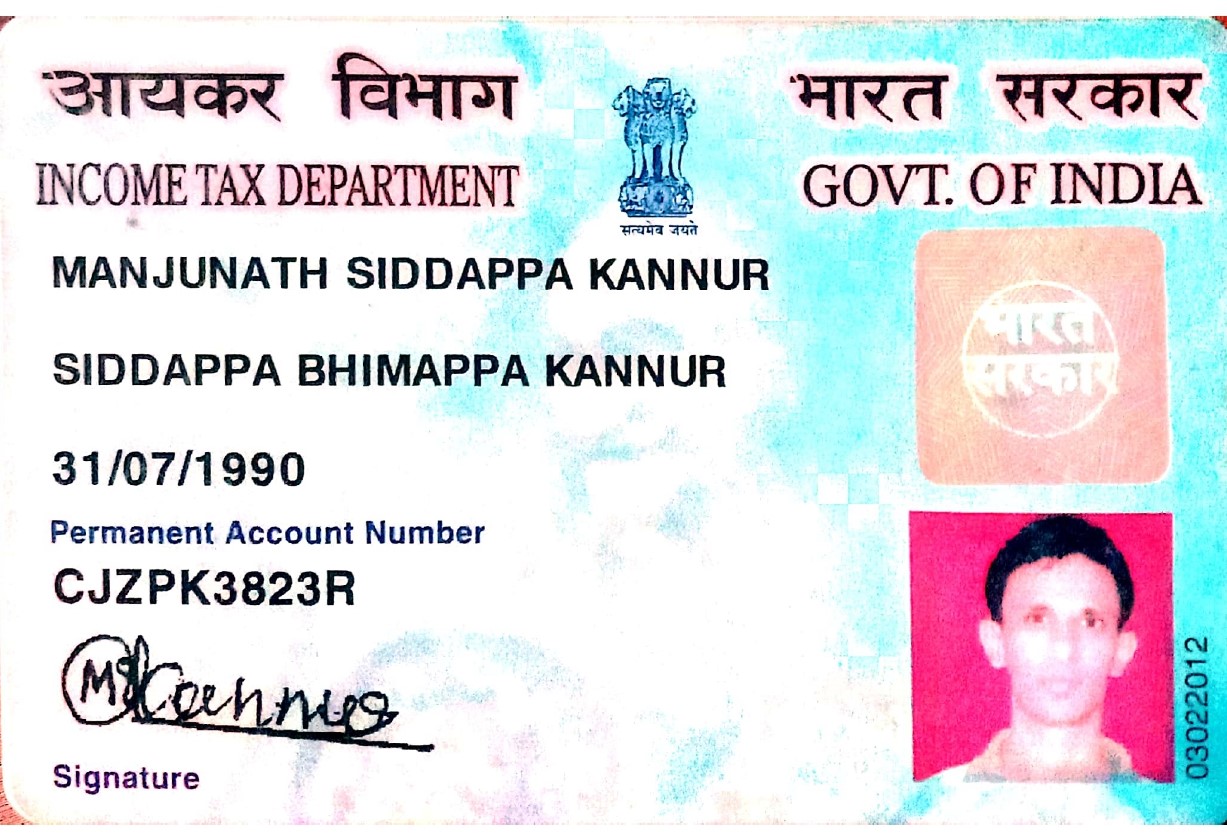 आयकर विभाग
भारत सरकार
INCOME TAX DEPARTMENT
GOVT. OF INDIA
सत्यमेव जयते
MANJUNATH SIDDAPPA KANNUR
SIDDAPPA BHIMAPPA KANNUR
भारत
सरकार
31/07/1990
Permanent Account Number
CJZPK3823R
03022012
Signature